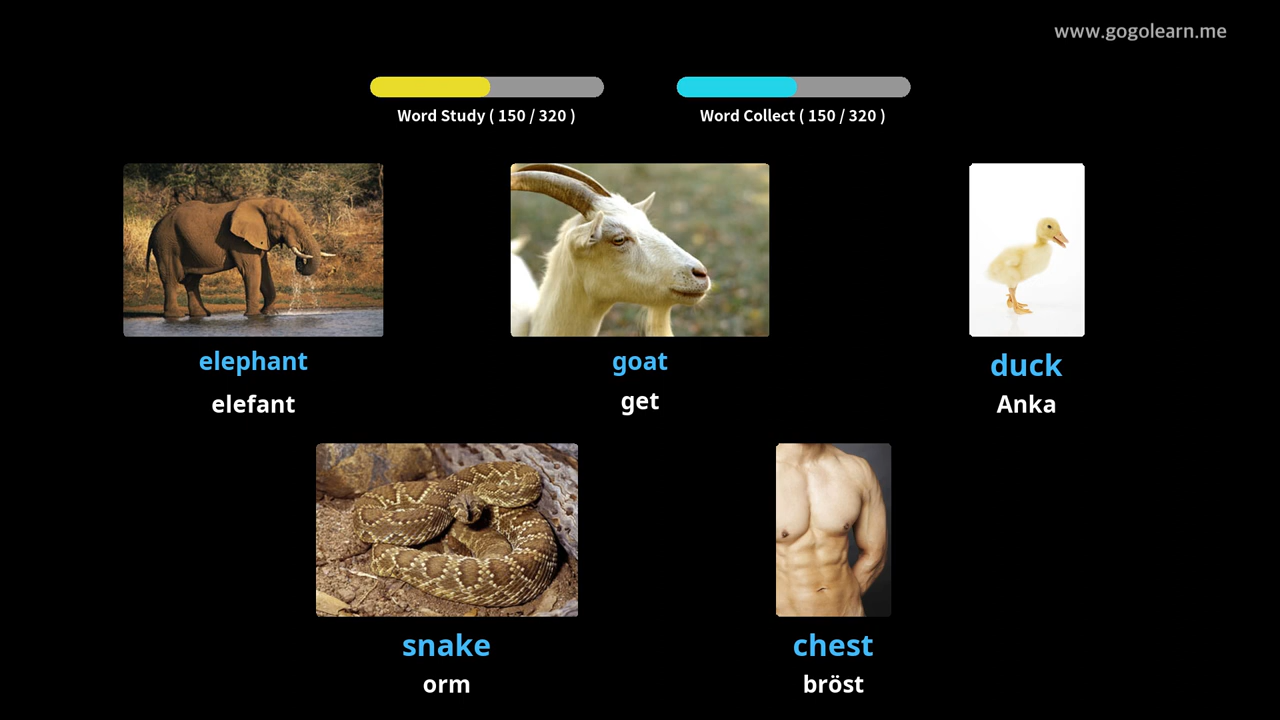 www.gogolearn.me
Word Study ( 150 / 320 )
Word Collect ( 150 / 320 )
elephant
elefant
goat
get
duck
Anka
snake
orm
chest
bröst